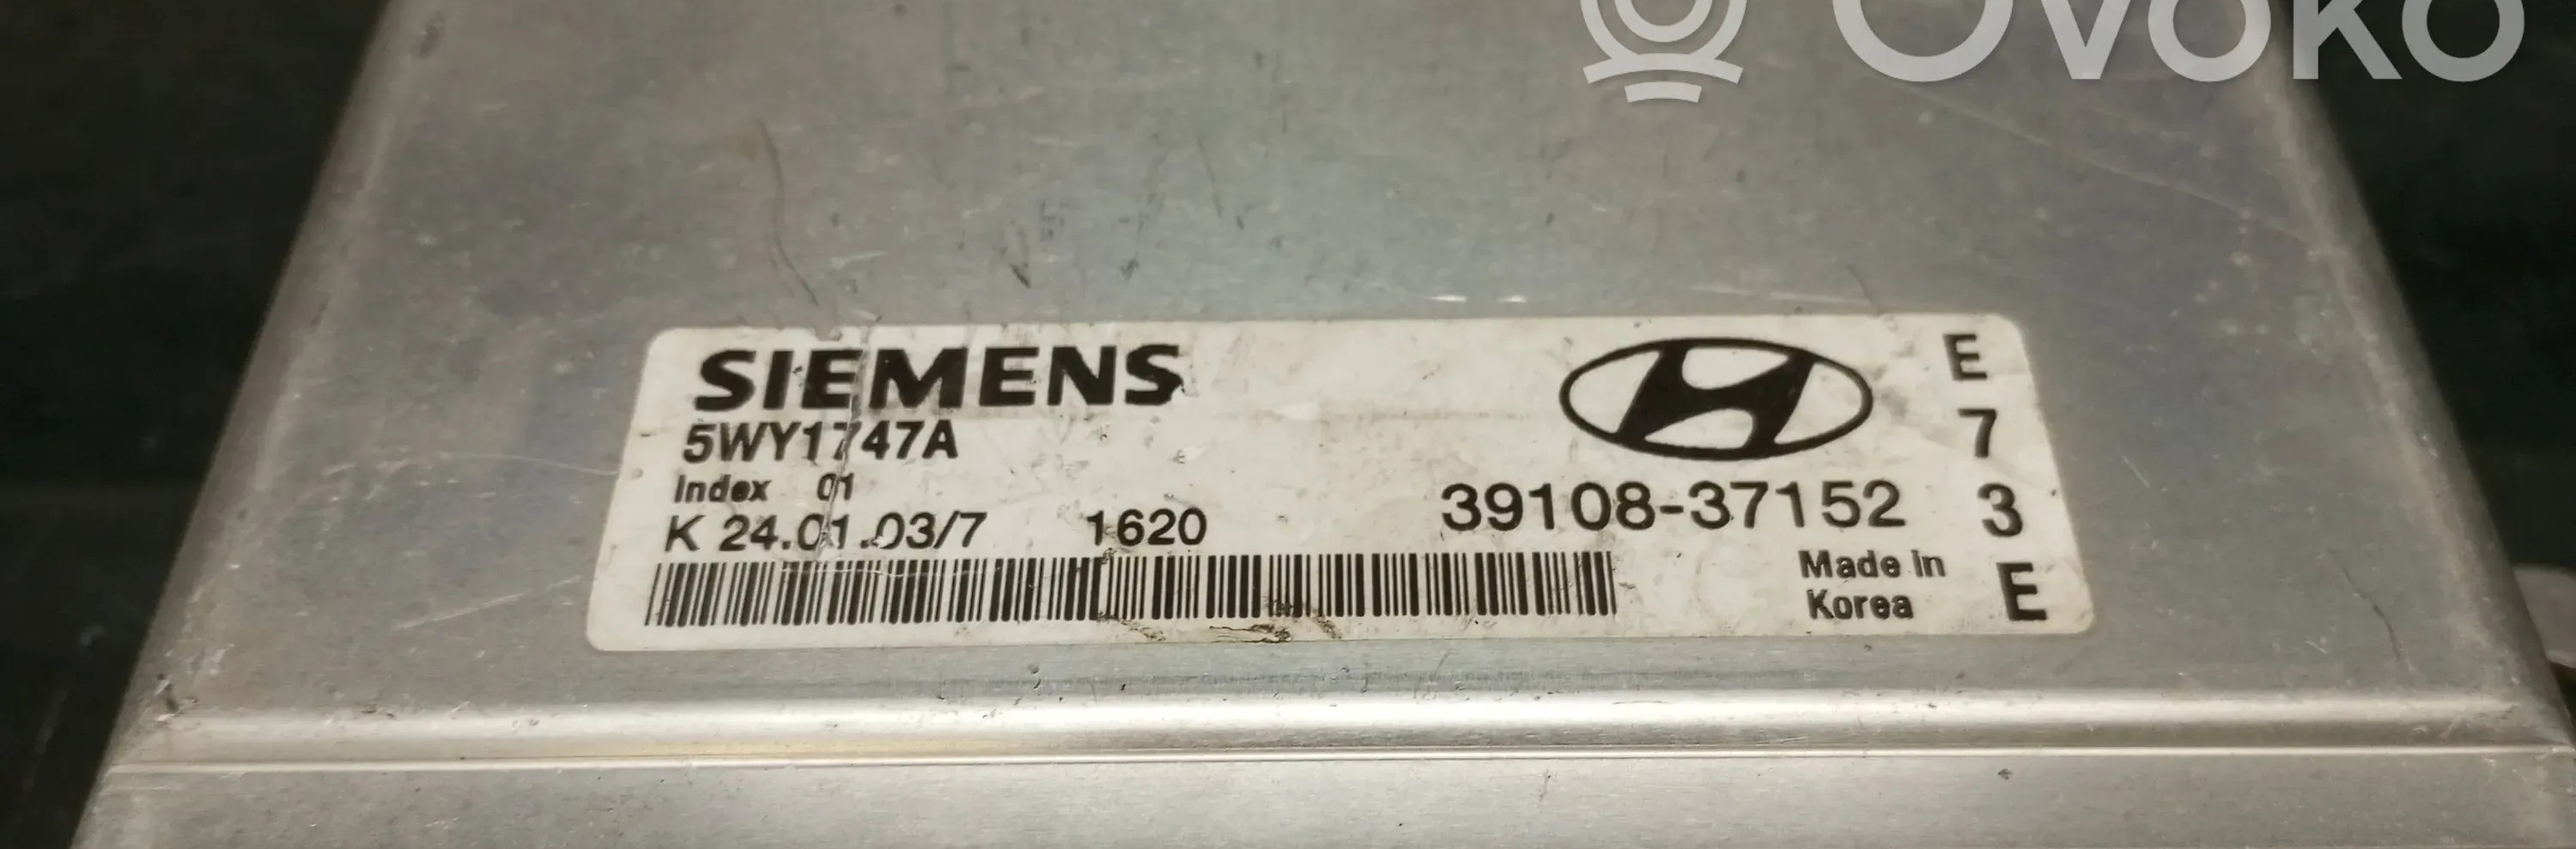 Ovoko
SIEMENS
5WY1747A
Index 01
K 24.01.03/7 1620
39108-37152
Made in
Korea
E
7
3
E